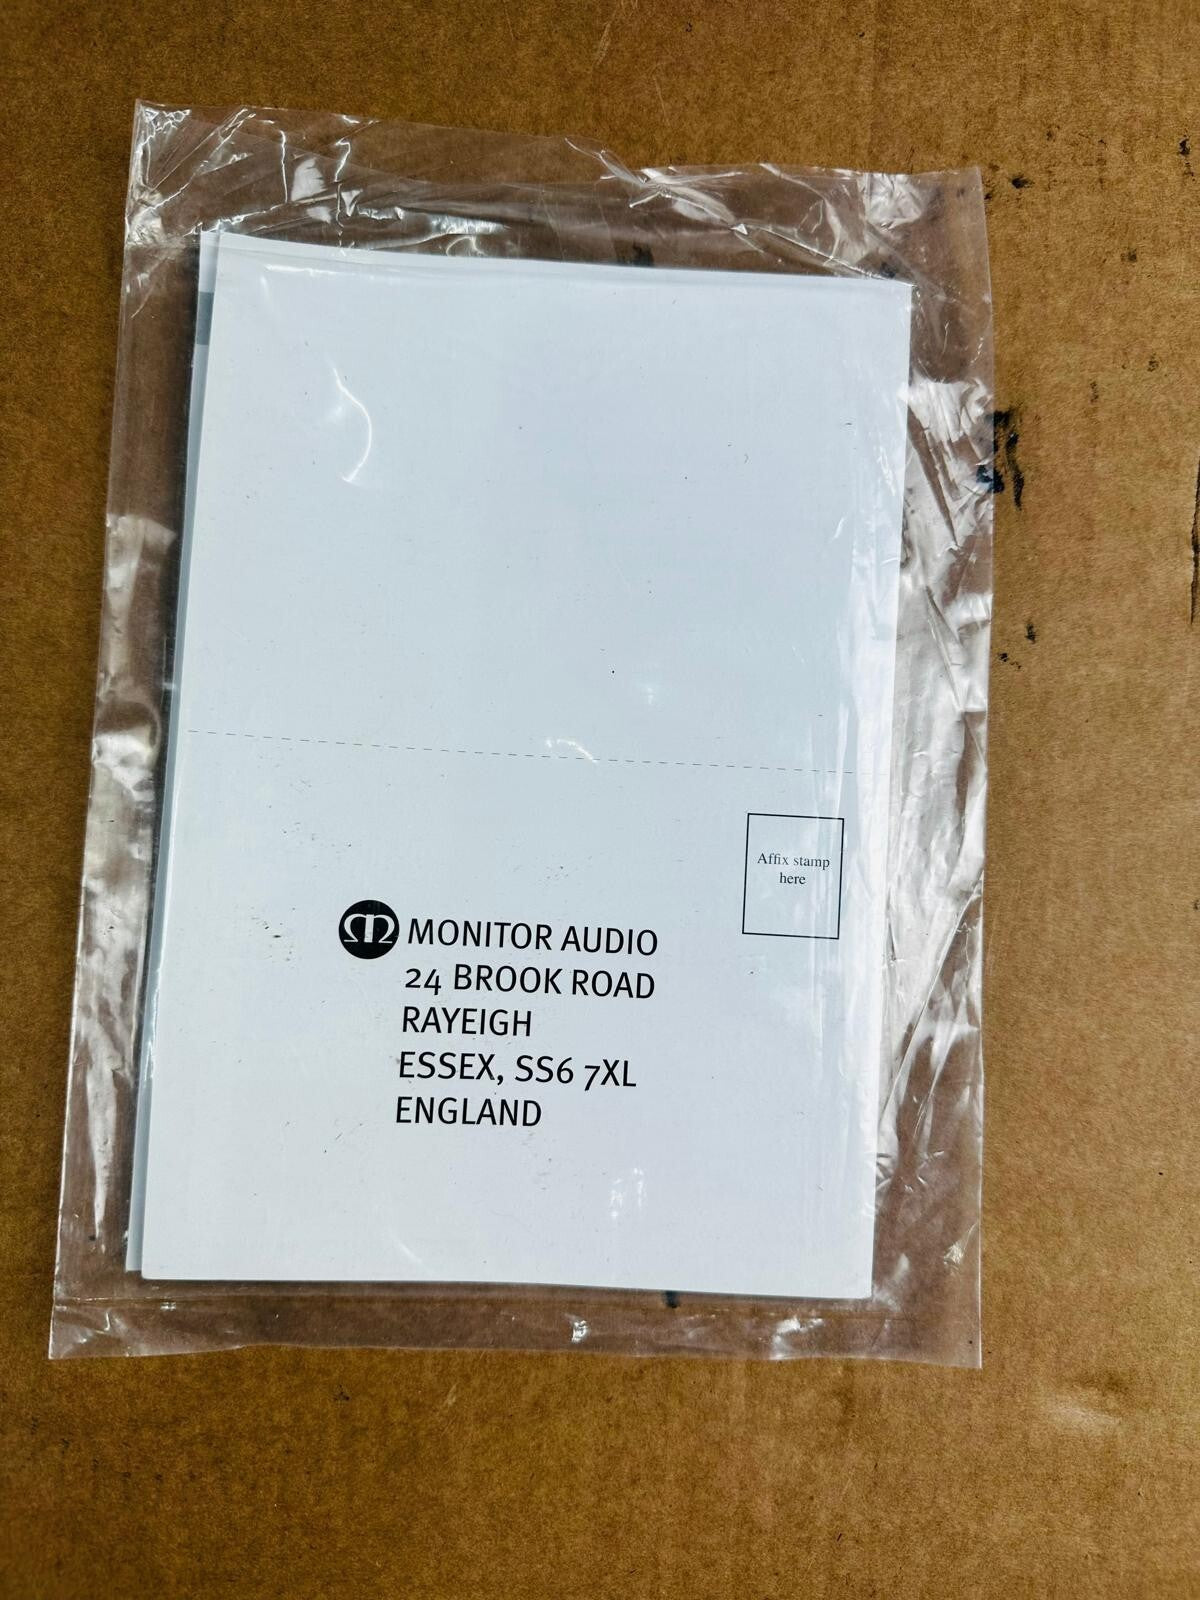 Affix stamp
here
MONITOR AUDIO
24 BROOK ROAD
RAYEIGH
ESSEX, SS6 7XL
ENGLAND